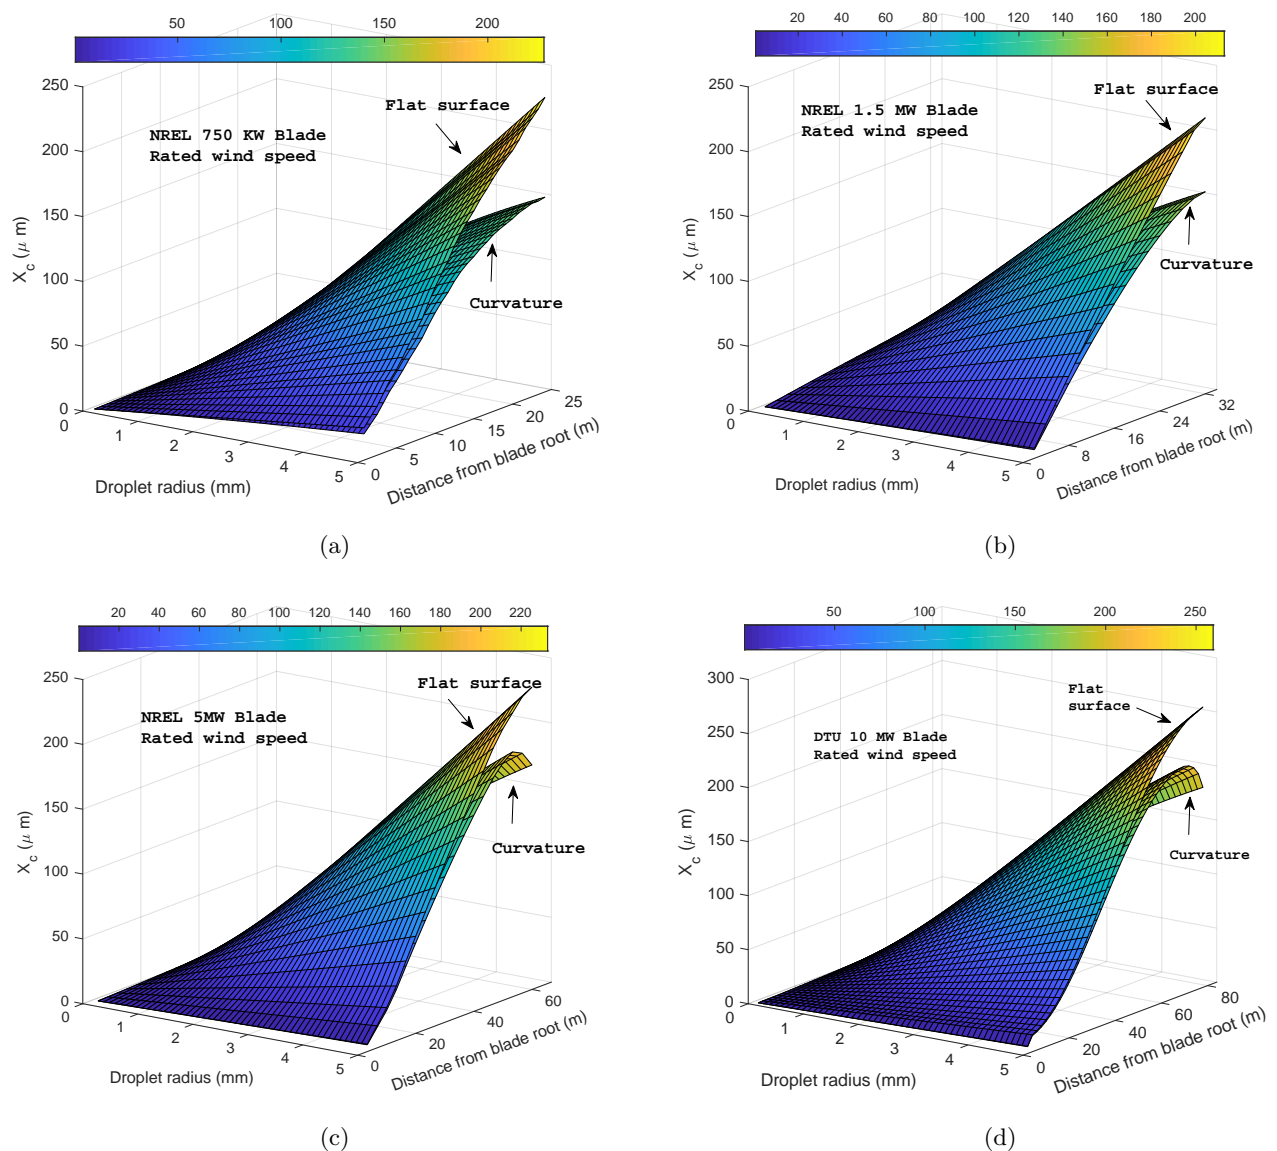 50 100 150 200
250
200
150
100
50
0
X_c (μ m)
NREL 750 KW Blade
Rated wind speed
Flat surface
Curvature
0 1 2 3 4 5
Droplet radius (mm)
0 5 10 15 20 25
Distance from blade root (m)
(a)
20 40 60 80 100 120 140 160 180 200
250
200
150
100
50
0
X_c (μ m)
NREL 1.5 MW Blade
Rated wind speed
Flat surface
Curvature
0 1 2 3 4 5
Droplet radius (mm)
0 8 16 24 32
Distance from blade root (m)
(b)
20 40 60 80 100 120 140 160 180 200 220
250
200
150
100
50
0
X_c (μ m)
NREL 5MW Blade
Rated wind speed
Flat surface
Curvature
0 1 2 3 4 5
Droplet radius (mm)
0 20 40 60
Distance from blade root (m)
(c)
50 100 150 200 250
300
250
200
150
100
50
0
X_c (μ m)
DTU 10 MW Blade
Rated wind speed
Flat
surface
Curvature
0 1 2 3 4 5
Droplet radius (mm)
0 20 40 60 80
Distance from blade root (m)
(d)